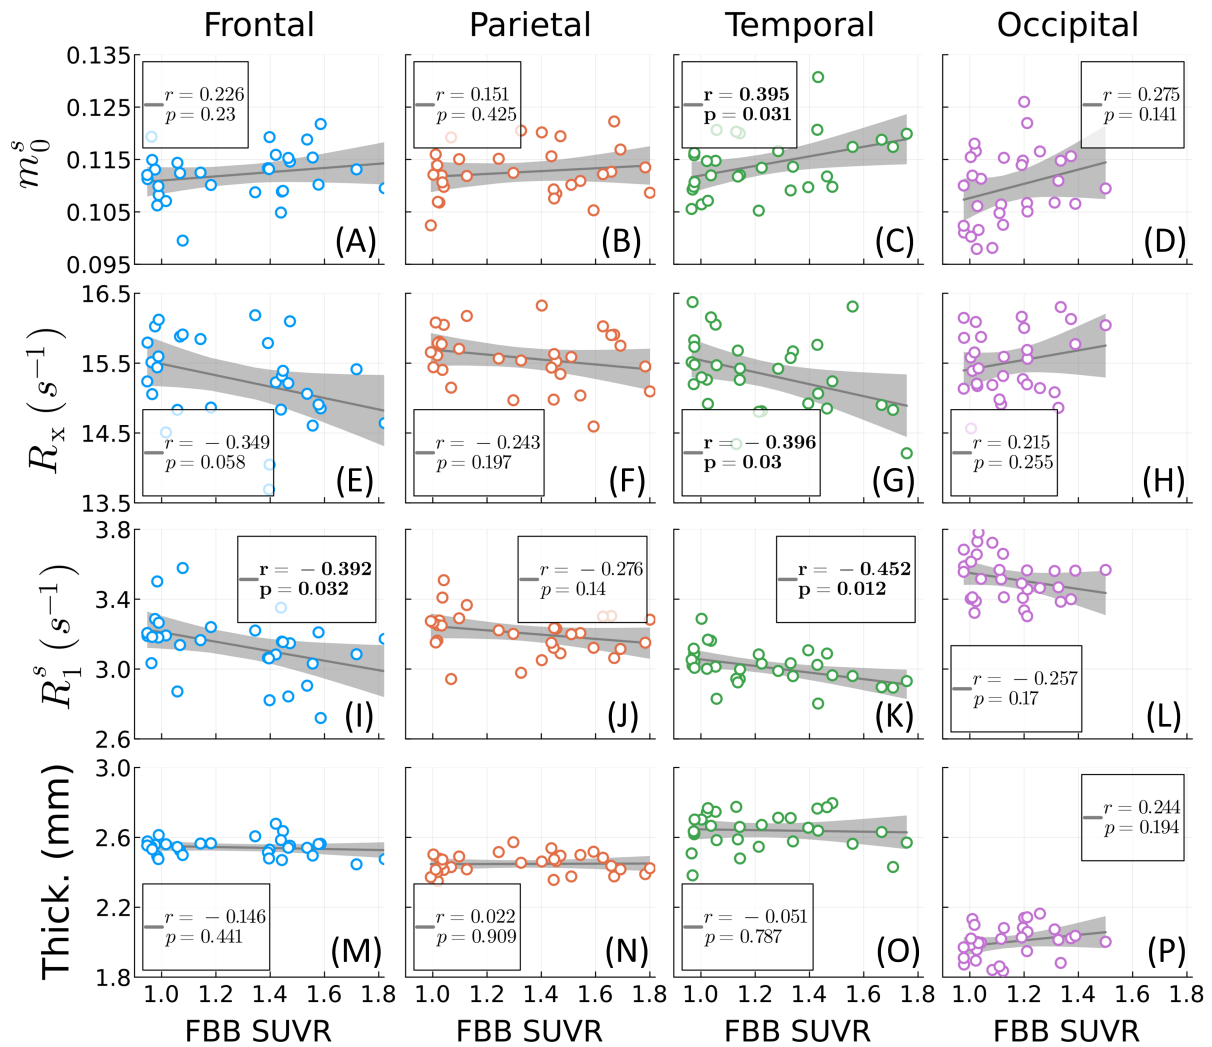 Frontal Parietal Temporal Occipital
m₀ˢ
0.135
0.125
0.115
0.105
0.095
r = 0.226
p = 0.23
(A)
r = 0.151
p = 0.425
(B)
r = 0.395
p = 0.031
(C)
r = 0.275
p = 0.141
(D)
Rₓ (s⁻¹)
16.5
15.5
14.5
13.5
r = − 0.349
p = 0.058
(E)
r = − 0.243
p = 0.197
(F)
r = − 0.396
p = 0.03
(G)
r = 0.215
p = 0.255
(H)
R₁ˢ (s⁻¹)
3.8
3.4
3.0
2.6
r = − 0.392
p = 0.032
(I)
r = − 0.276
p = 0.14
(J)
r = − 0.452
p = 0.012
(K)
r = − 0.257
p = 0.17
(L)
Thick. (mm)
3.0
2.6
2.2
1.8
r = − 0.146
p = 0.441
(M)
r = 0.022
p = 0.909
(N)
r = − 0.051
p = 0.787
(O)
r = 0.244
p = 0.194
(P)
1.0 1.2 1.4 1.6 1.8 1.0 1.2 1.4 1.6 1.8 1.0 1.2 1.4 1.6 1.8 1.0 1.2 1.4 1.6 1.8
FBB SUVR FBB SUVR FBB SUVR FBB SUVR